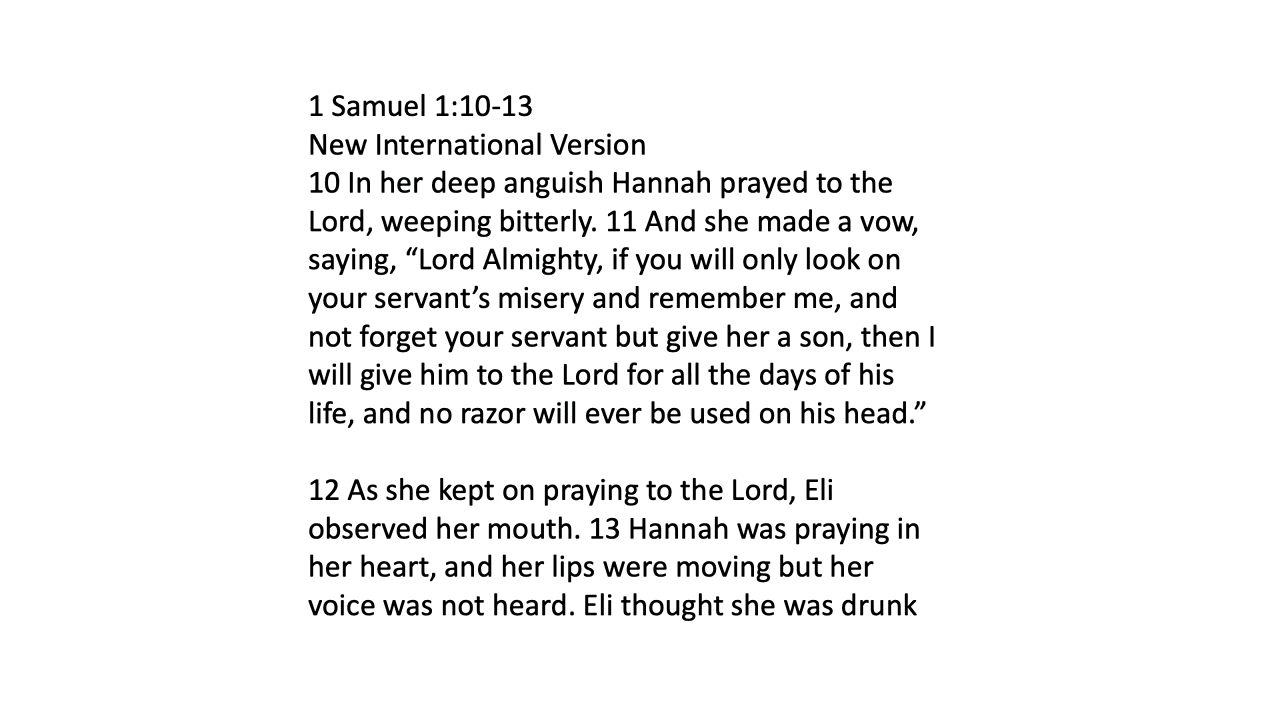 1 Samuel 1:10-13
New International Version
10 In her deep anguish Hannah prayed to the
Lord, weeping bitterly. 11 And she made a vow,
saying, “Lord Almighty, if you will only look on
your servant’s misery and remember me, and
not forget your servant but give her a son, then I
will give him to the Lord for all the days of his
life, and no razor will ever be used on his head.”
12 As she kept on praying to the Lord, Eli
observed her mouth. 13 Hannah was praying in
her heart, and her lips were moving but her
voice was not heard. Eli thought she was drunk